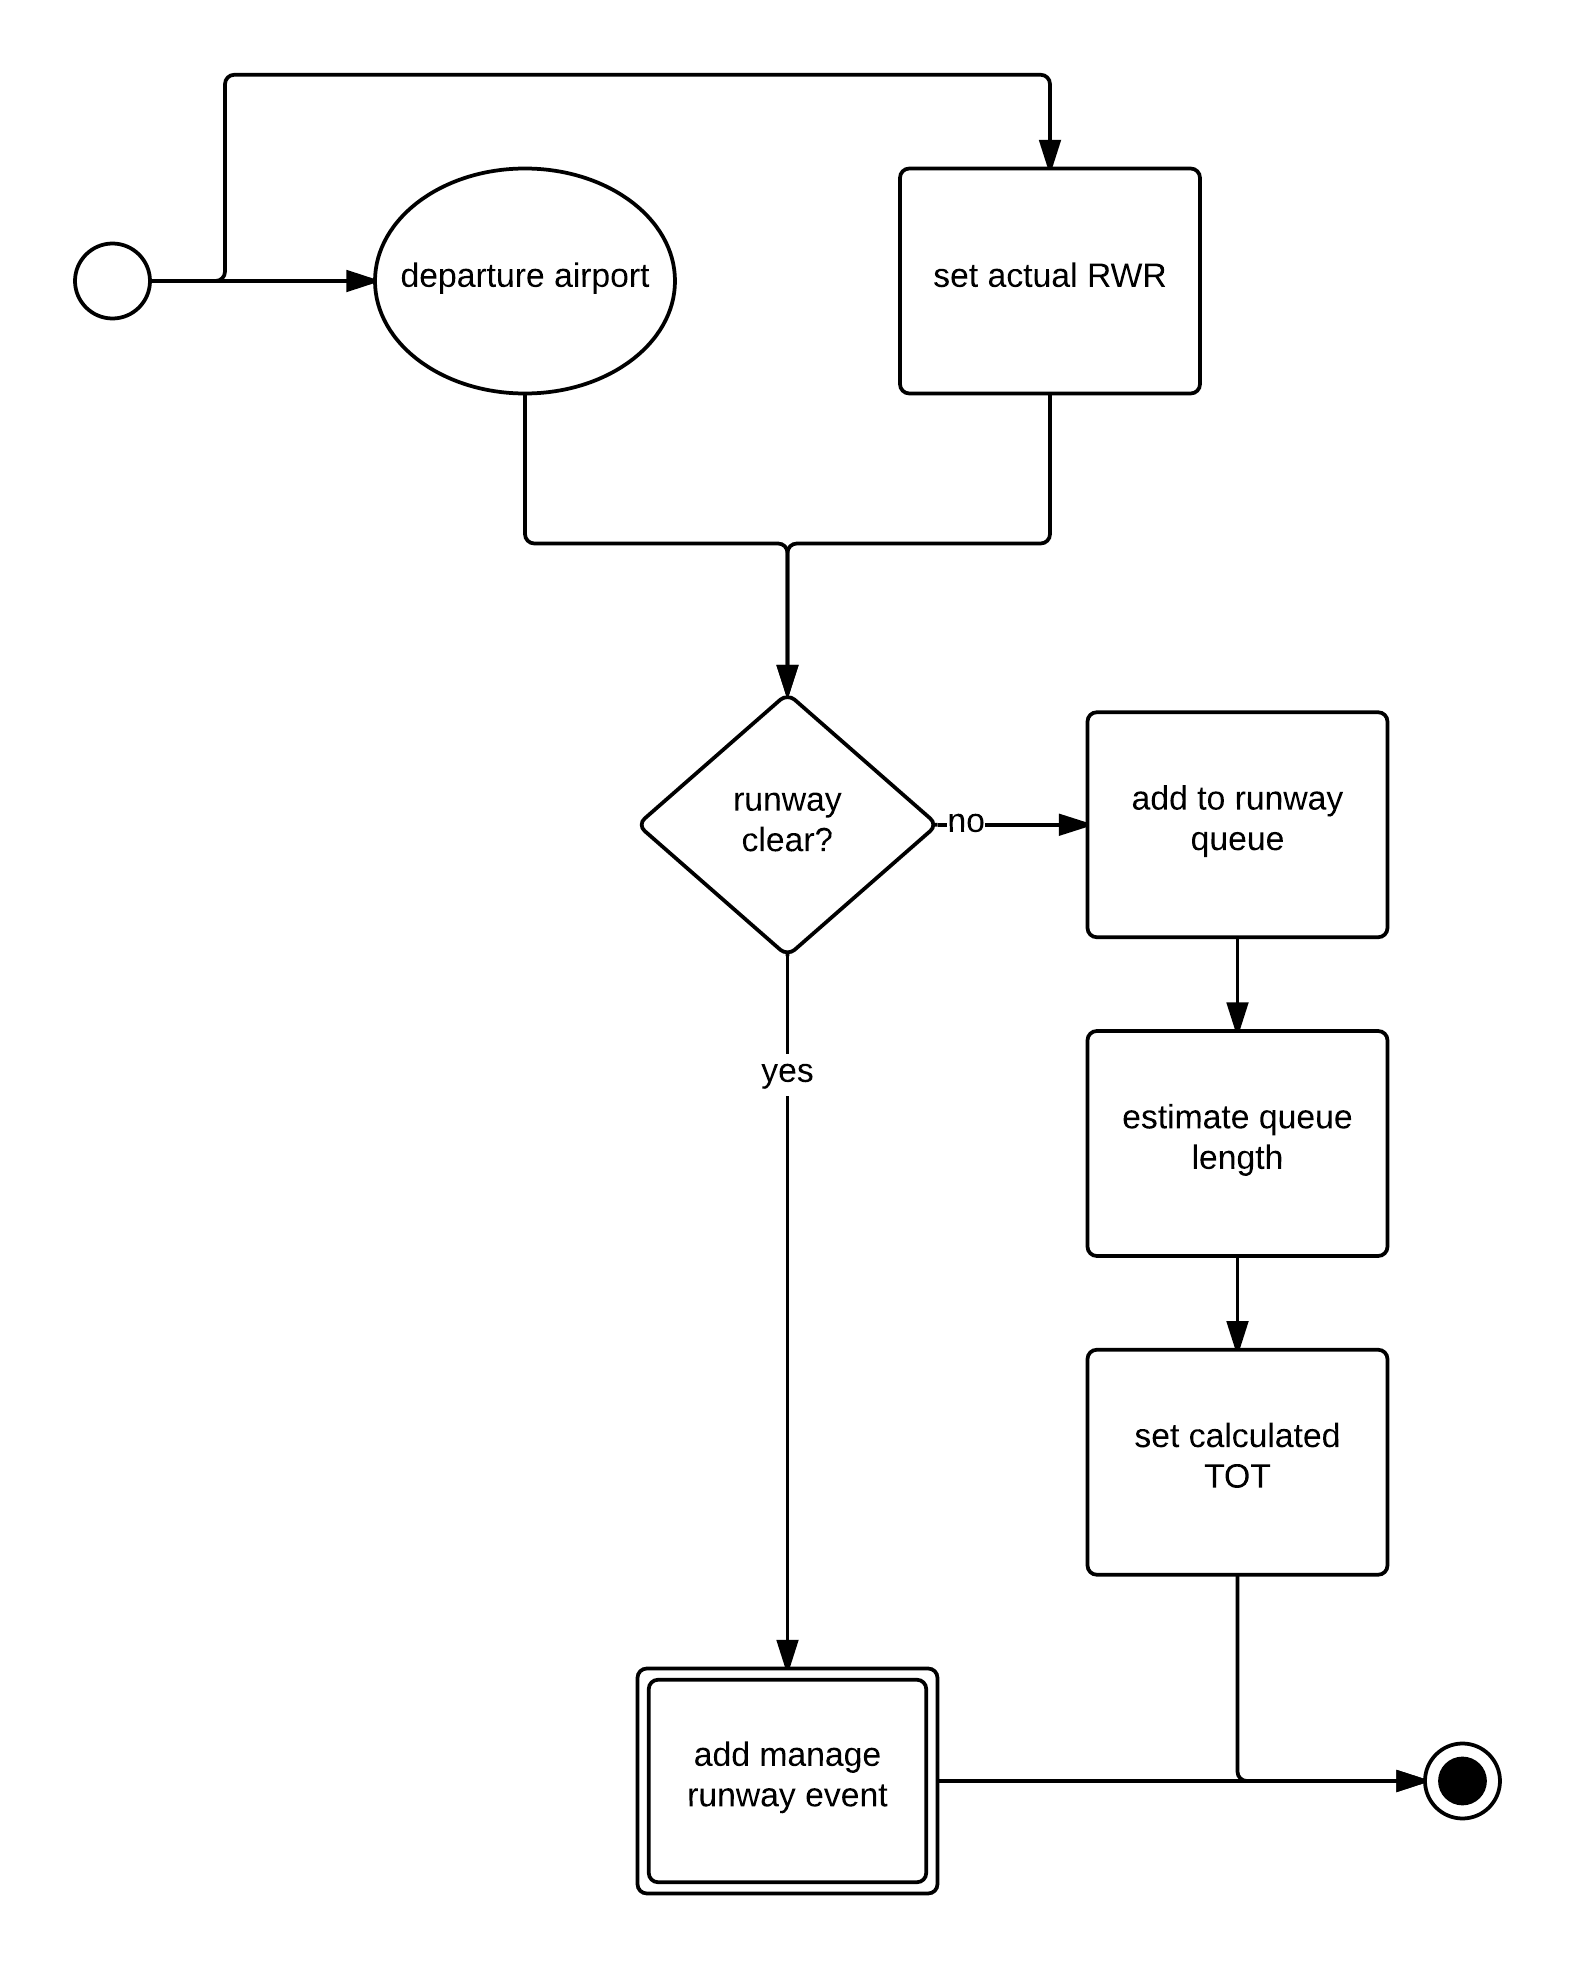 departure airport
set actual RWR
runway
clear?
no
add to runway
queue
yes
estimate queue
length
set calculated
TOT
add manage
runway event